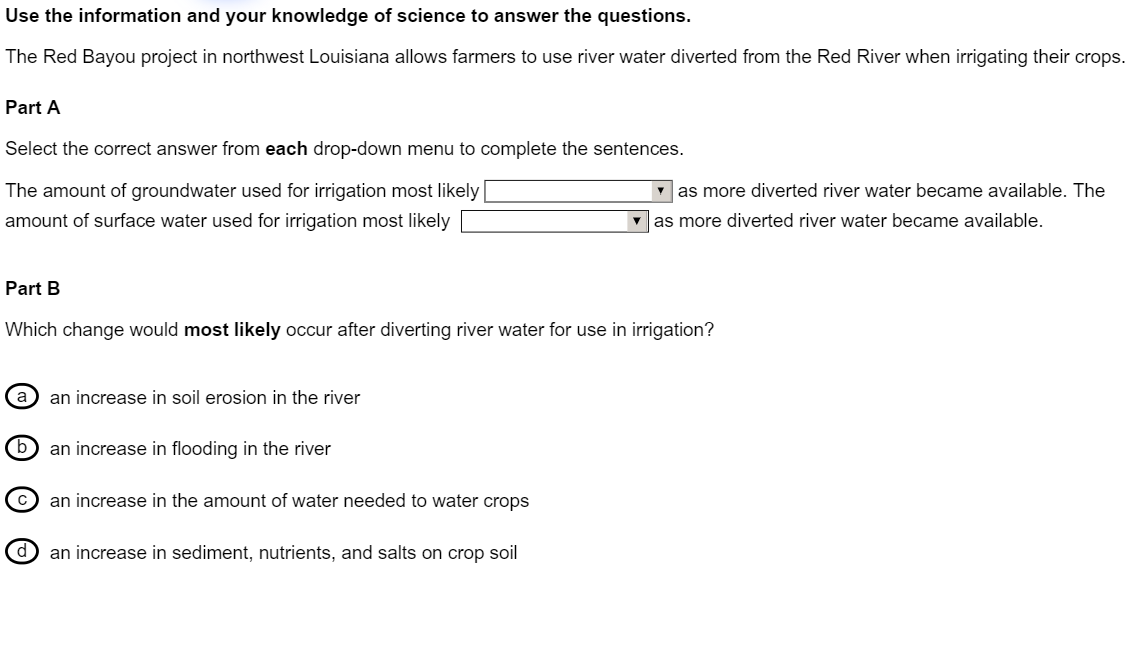 Use the information and your knowledge of science to answer the questions.
The Red Bayou project in northwest Louisiana allows farmers to use river water diverted from the Red River when irrigating their crops.
Part A
Select the correct answer from each drop-down menu to complete the sentences.
The amount of groundwater used for irrigation most likely as more diverted river water became available. The
amount of surface water used for irrigation most likely as more diverted river water became available.
Part B
Which change would most likely occur after diverting river water for use in irrigation?
a an increase in soil erosion in the river
b an increase in flooding in the river
c an increase in the amount of water needed to water crops
d an increase in sediment, nutrients, and salts on crop soil